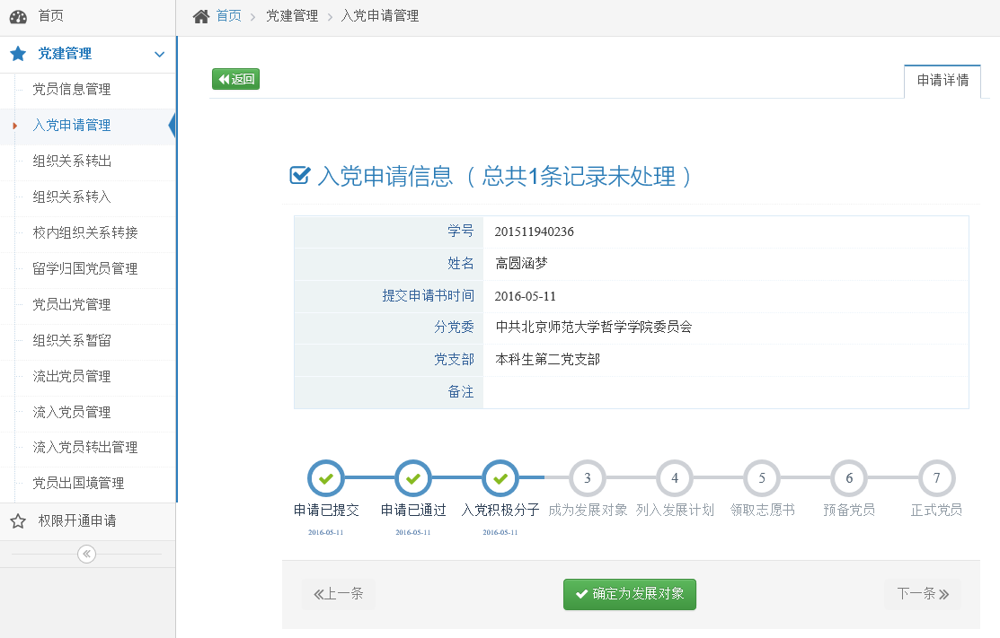 首页
党建管理
党员信息管理
入党申请管理
组织关系转出
组织关系转入
校内组织关系转接
留学归国党员管理
党员出党管理
组织关系暂留
流出党员管理
流入党员管理
流入党员转出管理
党员出国境管理
权限开通申请
首页 > 党建管理 > 入党申请管理
返回
申请详情
入党申请信息（总共1条记录未处理）
学号 201511940236
姓名 高圆涵梦
提交申请书时间 2016-05-11
分党委 中共北京师范大学哲学学院委员会
党支部 本科生第二党支部
备注
3 4 5 6 7
申请已提交 申请已通过 入党积极分子 成为发展对象 列入发展计划 领取志愿书 预备党员 正式党员
2016-05-11 2016-05-11 2016-05-11
上一条 确定为发展对象 下一条